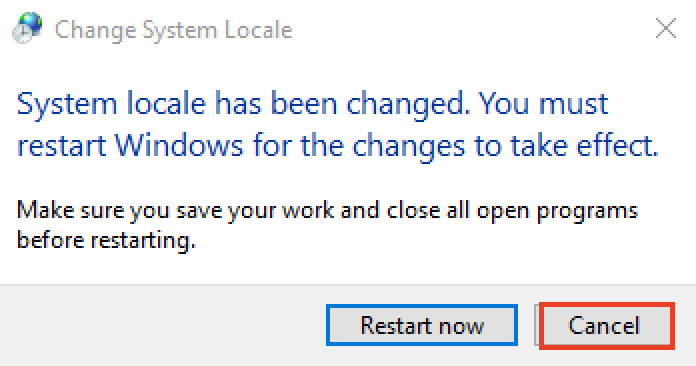 Change System Locale
System locale has been changed. You must
restart Windows for the changes to take effect.
Make sure you save your work and close all open programs
before restarting.
Restart now
Cancel